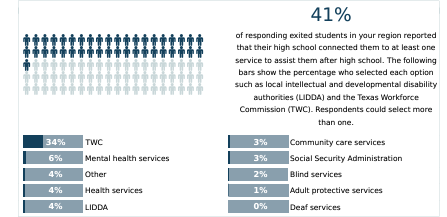 41%
of responding exited students in your region reported
that their high school connected them to at least one
service to assist them after high school. The following
bars show the percentage who selected each option
such as local intellectual and developmental disability
authorities (LIDDA) and the Texas Workforce
Commission (TWC). Respondents could select more
than one.
34% TWC
6% Mental health services
4% Other
4% Health services
4% LIDDA
3% Community care services
3% Social Security Administration
2% Blind services
1% Adult protective services
0% Deaf services